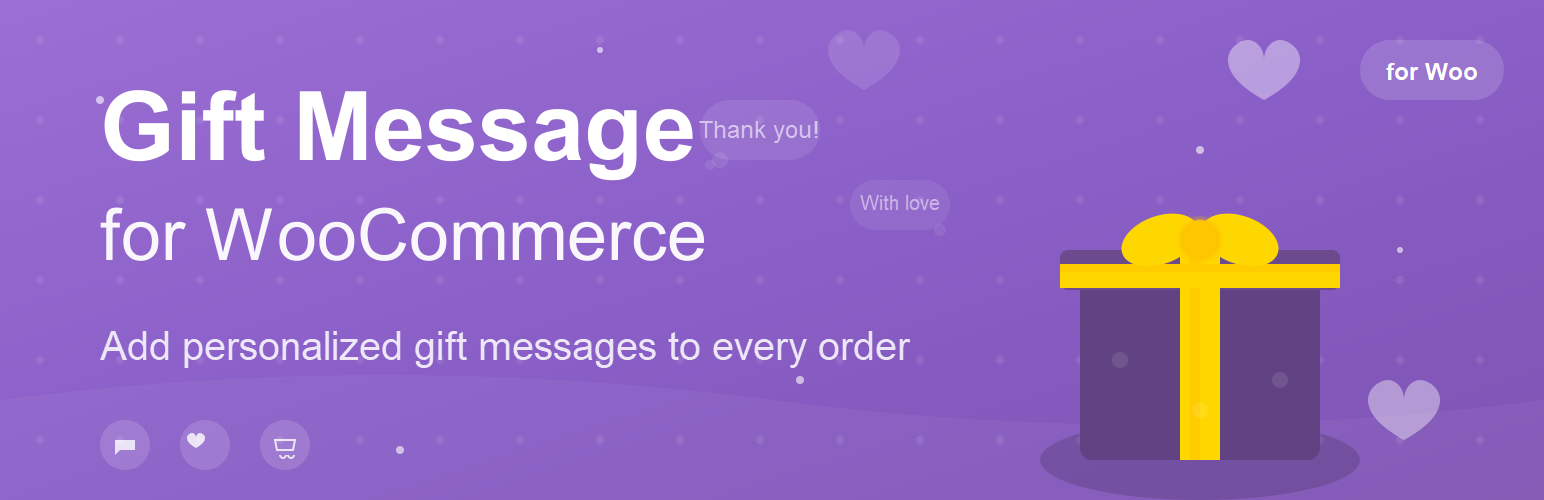 for Woo
Gift Message
Thank you!
With love
for WooCommerce
Add personalized gift messages to every order